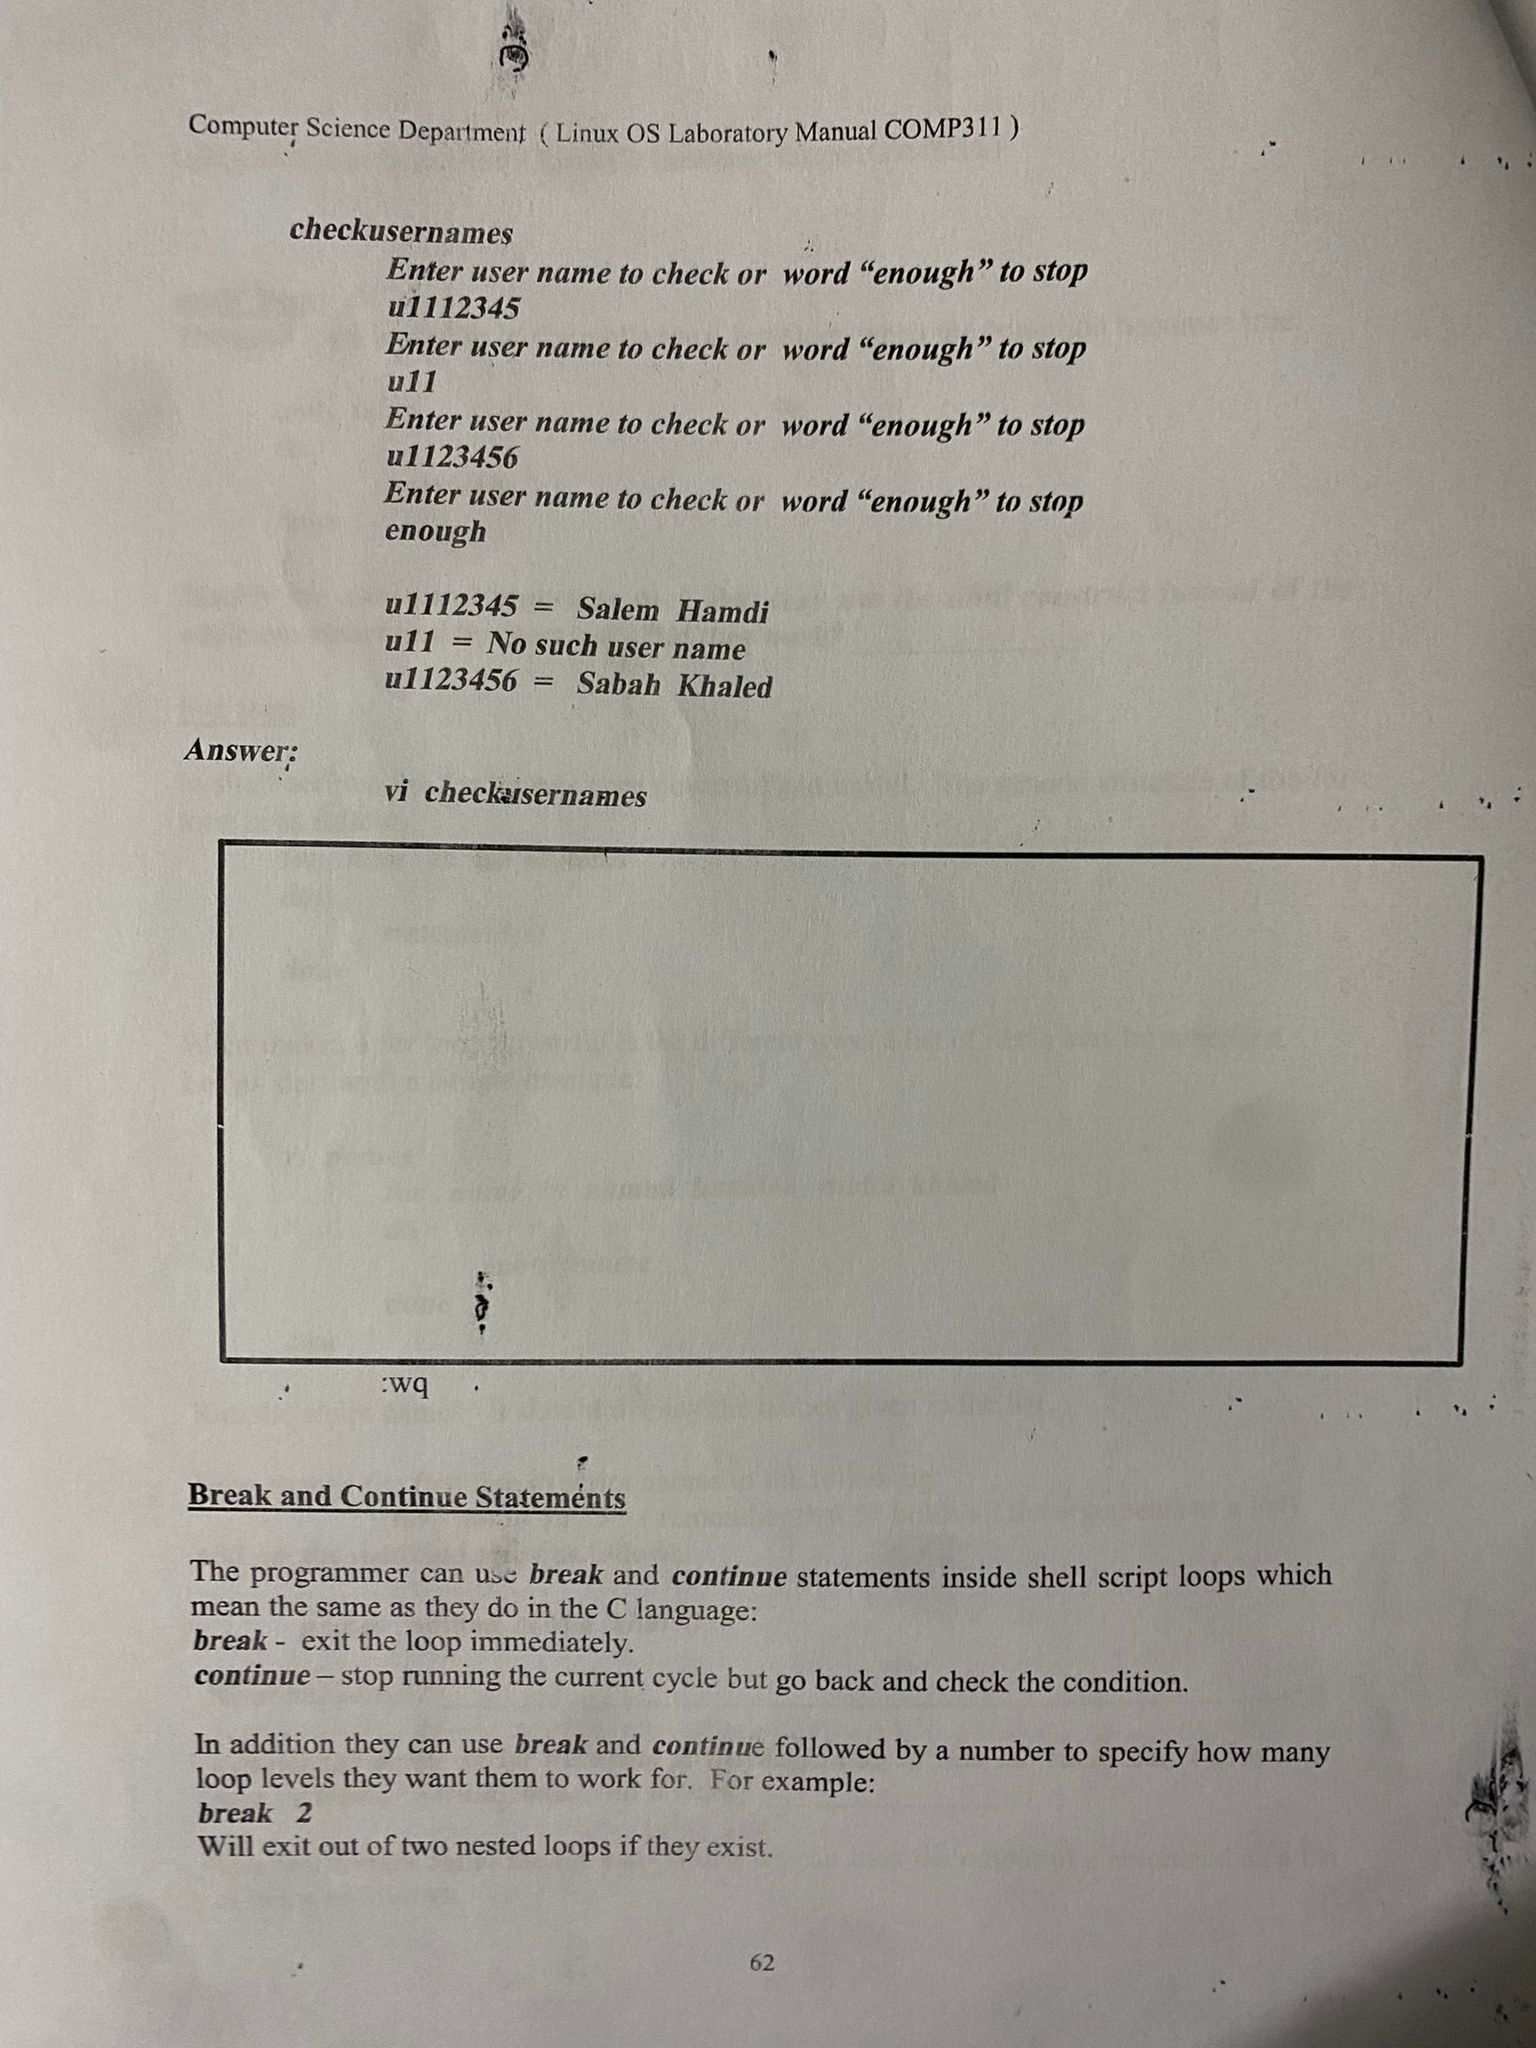 Computer Science Department ( Linux OS Laboratory Manual COMP311 )
checkusernames
Enter user name to check or word “enough” to stop
u1112345
Enter user name to check or word “enough” to stop
u11
Enter user name to check or word “enough” to stop
u1123456
Enter user name to check or word “enough” to stop
enough
u1112345 = Salem Hamdi
u11 = No such user name
u1123456 = Sabah Khaled
Answer:
vi checkusernames
:wq
Break and Continue Statements
The programmer can use break and continue statements inside shell script loops which
mean the same as they do in the C language:
break - exit the loop immediately.
continue – stop running the current cycle but go back and check the condition.
In addition they can use break and continue followed by a number to specify how many
loop levels they want them to work for. For example:
break 2
Will exit out of two nested loops if they exist.
62